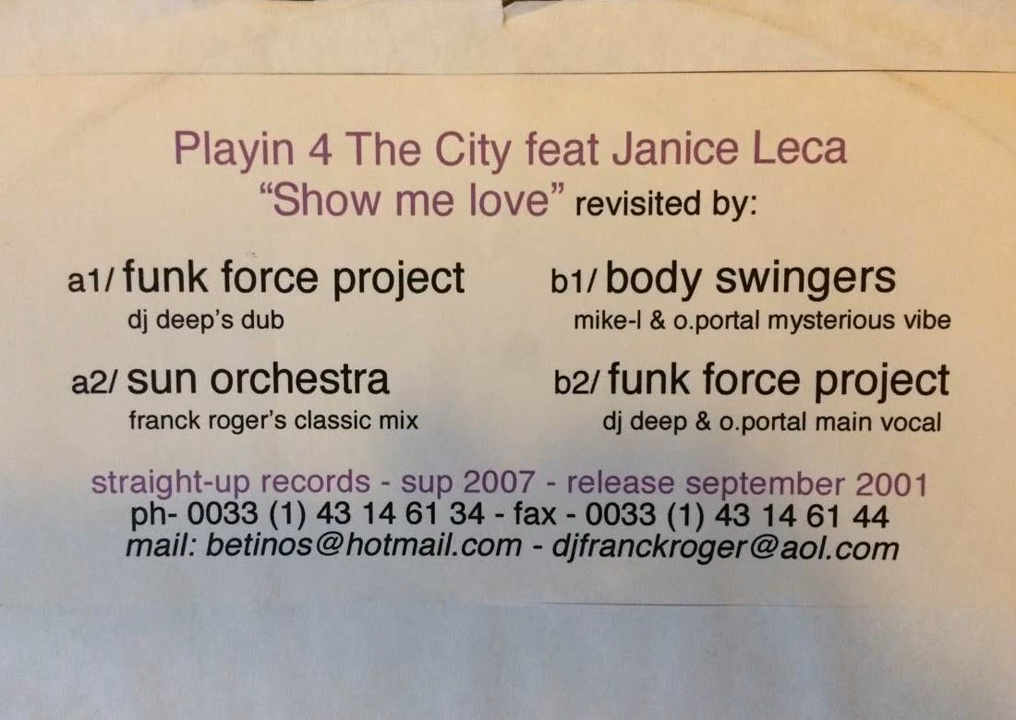 Playin 4 The City feat Janice Leca
“Show me love” revisited by:
a1/ funk force project
dj deep's dub
a2/ sun orchestra
franck roger's classic mix
b1/ body swingers
mike-l & o.portal mysterious vibe
b2/ funk force project
dj deep & o.portal main vocal
straight-up records - sup 2007 - release september 2001
ph- 0033 (1) 43 14 61 34 - fax - 0033 (1) 43 14 61 44
mail: betinos@hotmail.com - djfranckroger@aol.com